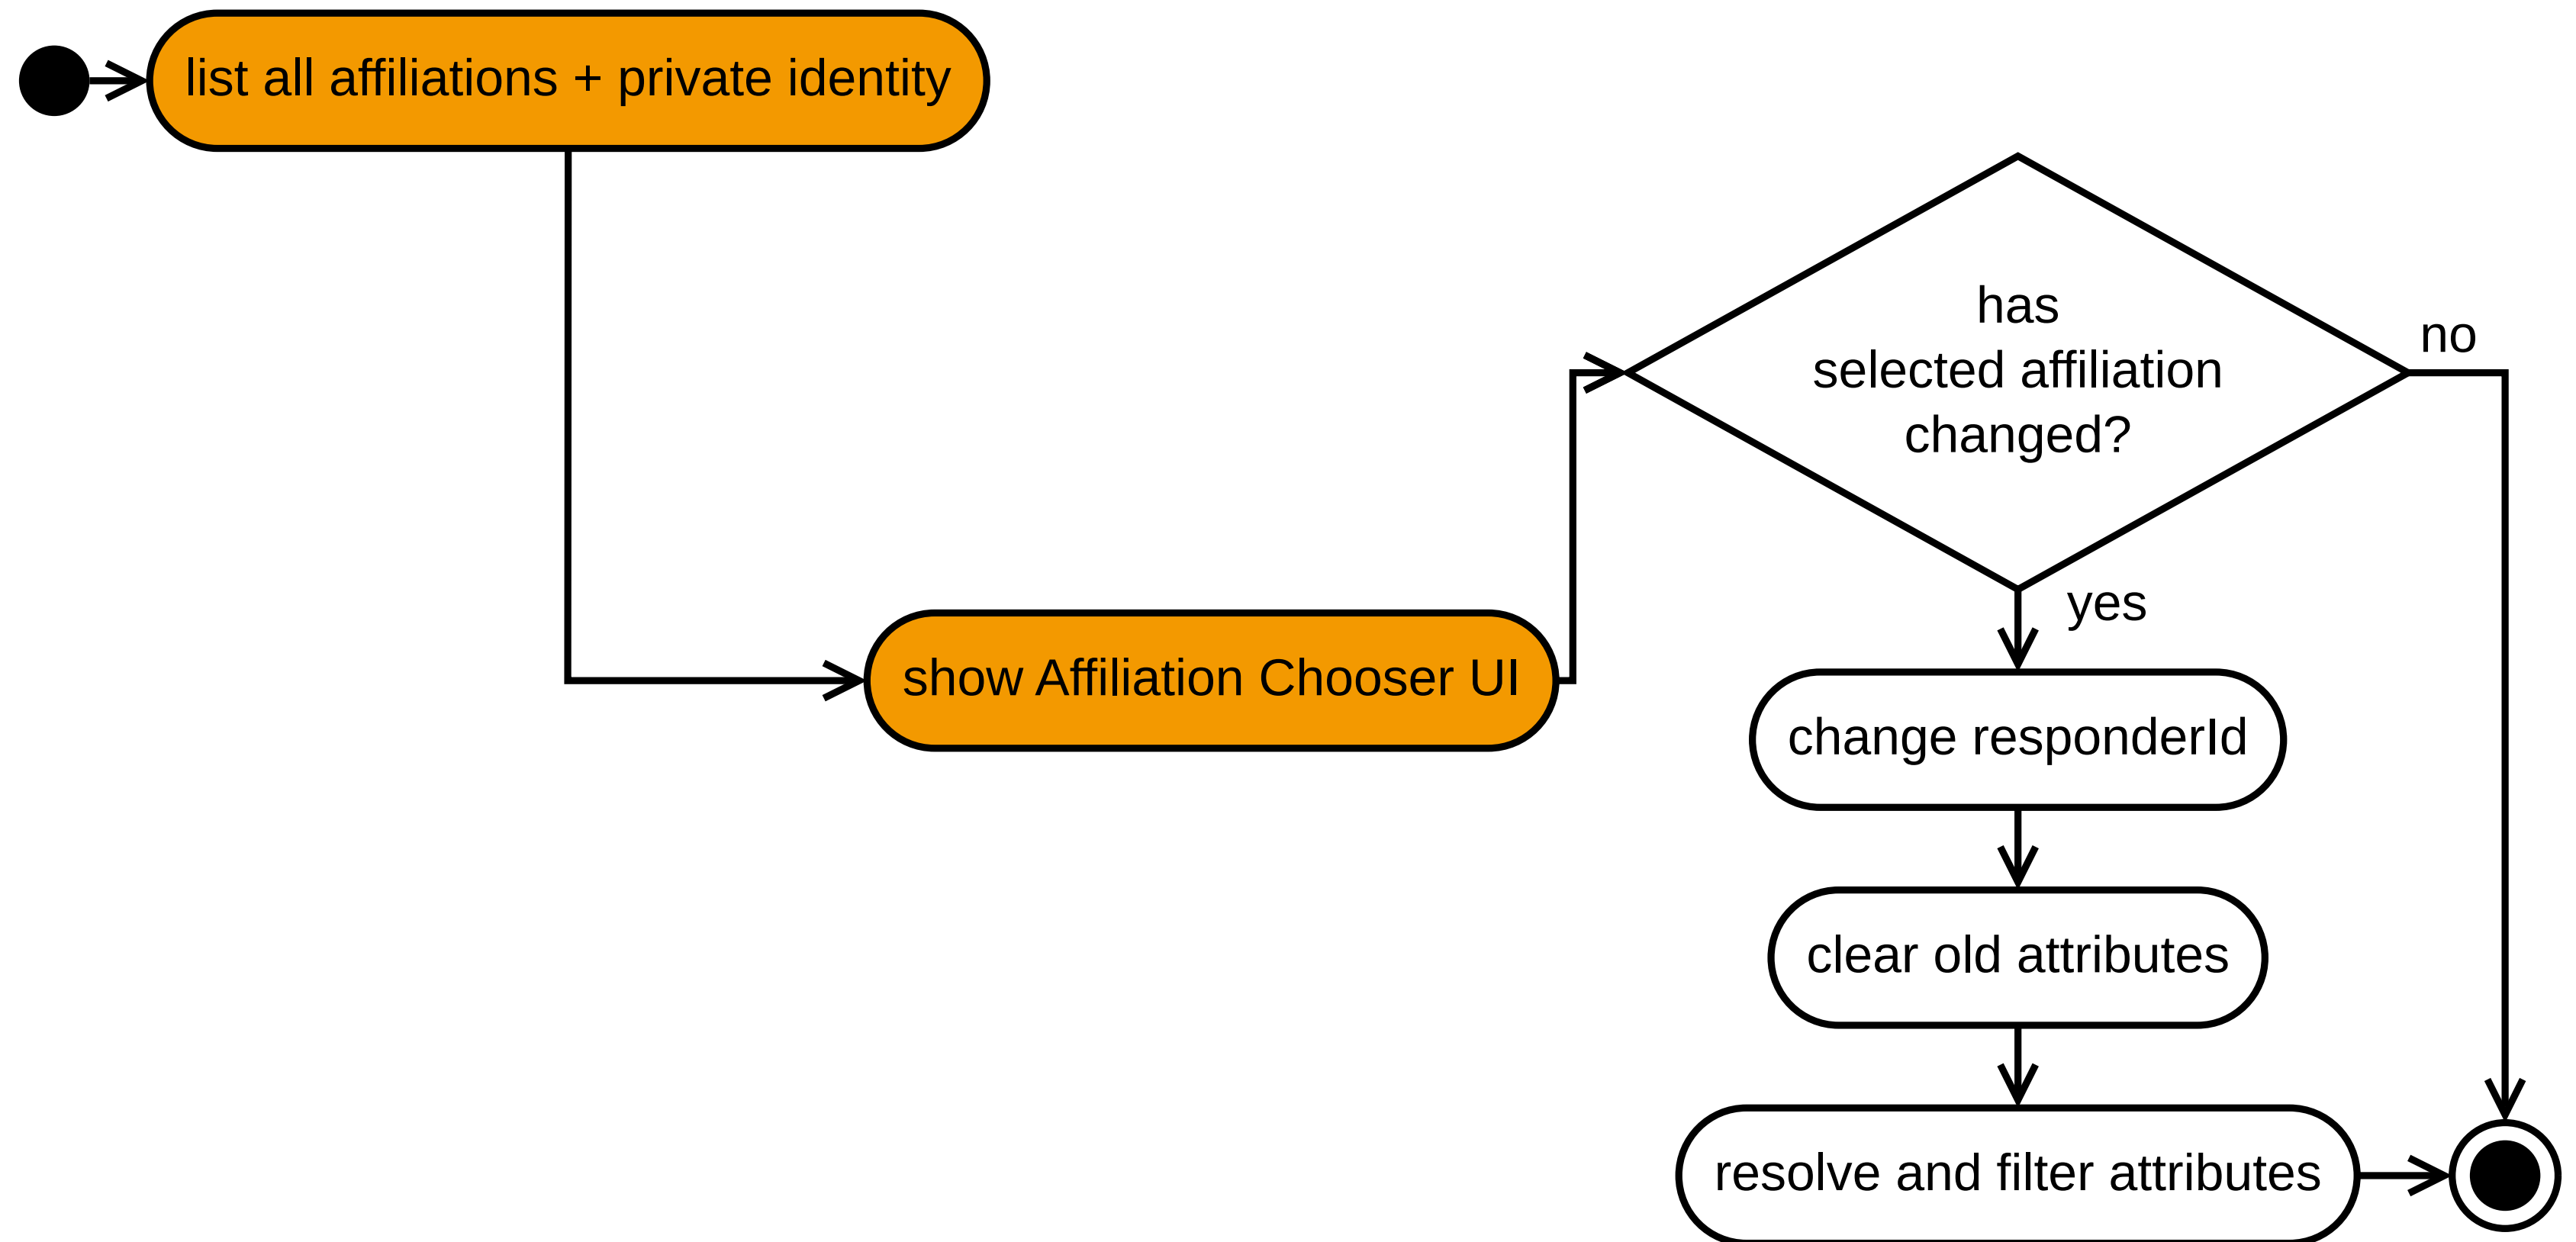 list all affiliations + private identity
has
selected affiliation
changed?
no
yes
show Affiliation Chooser UI
change responderId
clear old attributes
resolve and filter attributes